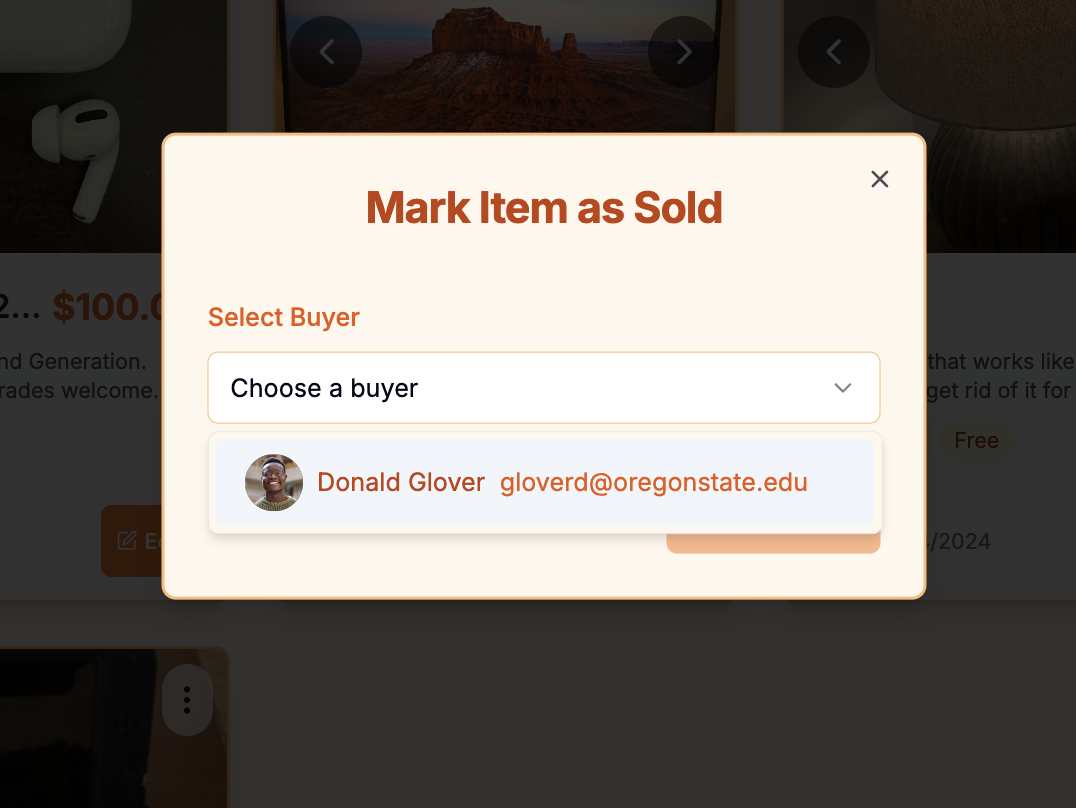 Mark Item as Sold
2... $100.0
Select Buyer
nd Generation.
that works like
rades welcome.
get rid of it for
Choose a buyer
Free
Donald Glover gloverd@oregonstate.edu
/2024